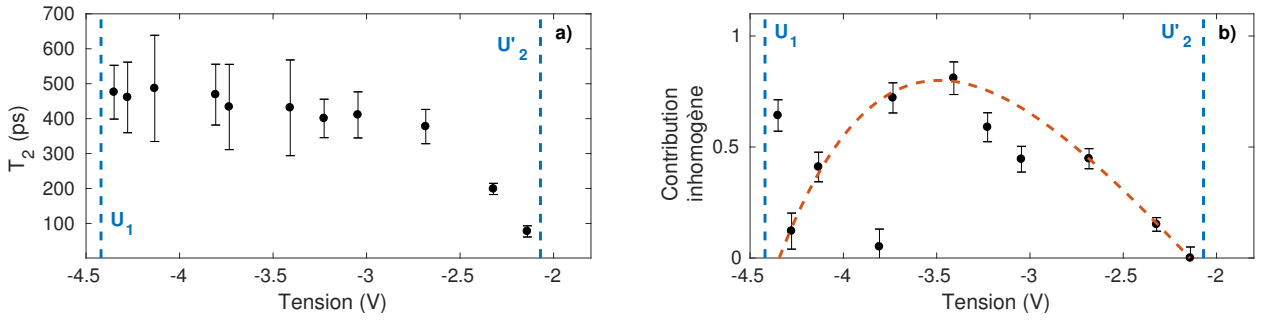 700
600
500
400
300
200
100
T2 (ps)
-4.5
-4
-3.5
-3
-2.5
-2
Tension (V)
U1
U'2
a)
1
0.5
0
Contribution
inhomogène
-4.5
-4
-3.5
-3
-2.5
-2
Tension (V)
U1
U'2
b)